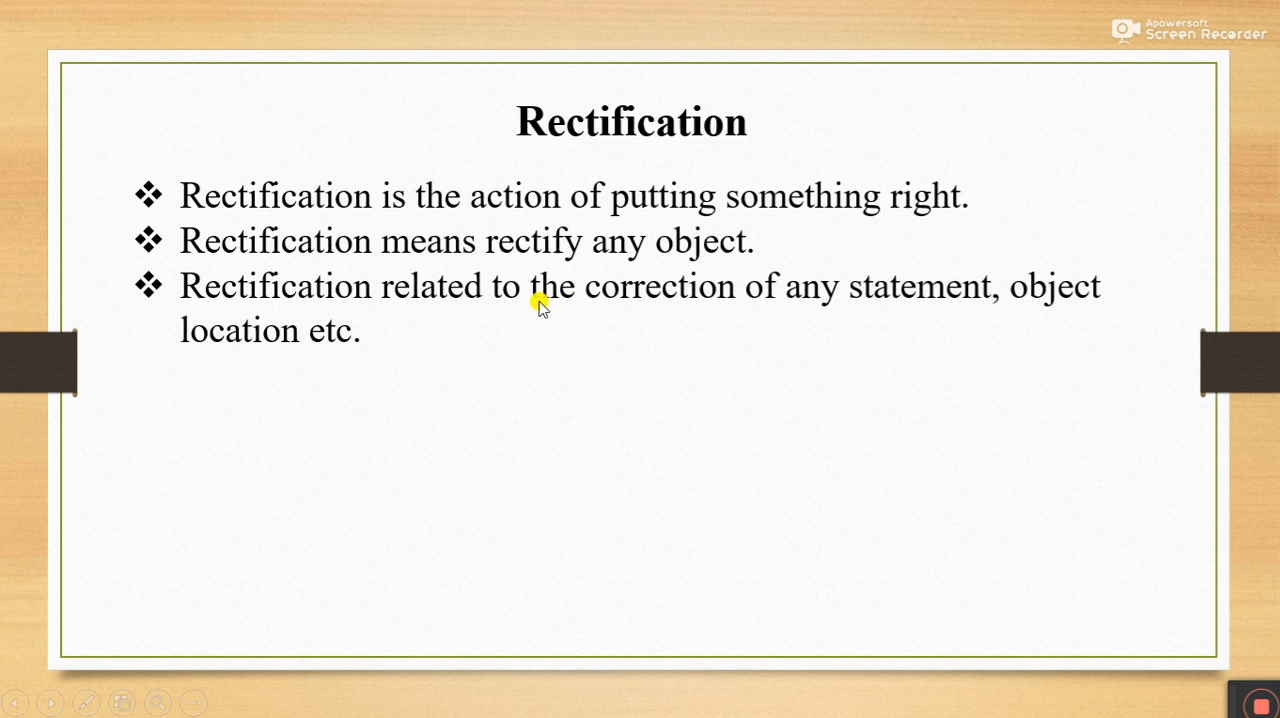 Apowersoft
Screen Recorder
Rectification
❖ Rectification is the action of putting something right.
❖ Rectification means rectify any object.
❖ Rectification related to the correction of any statement, object
location etc.